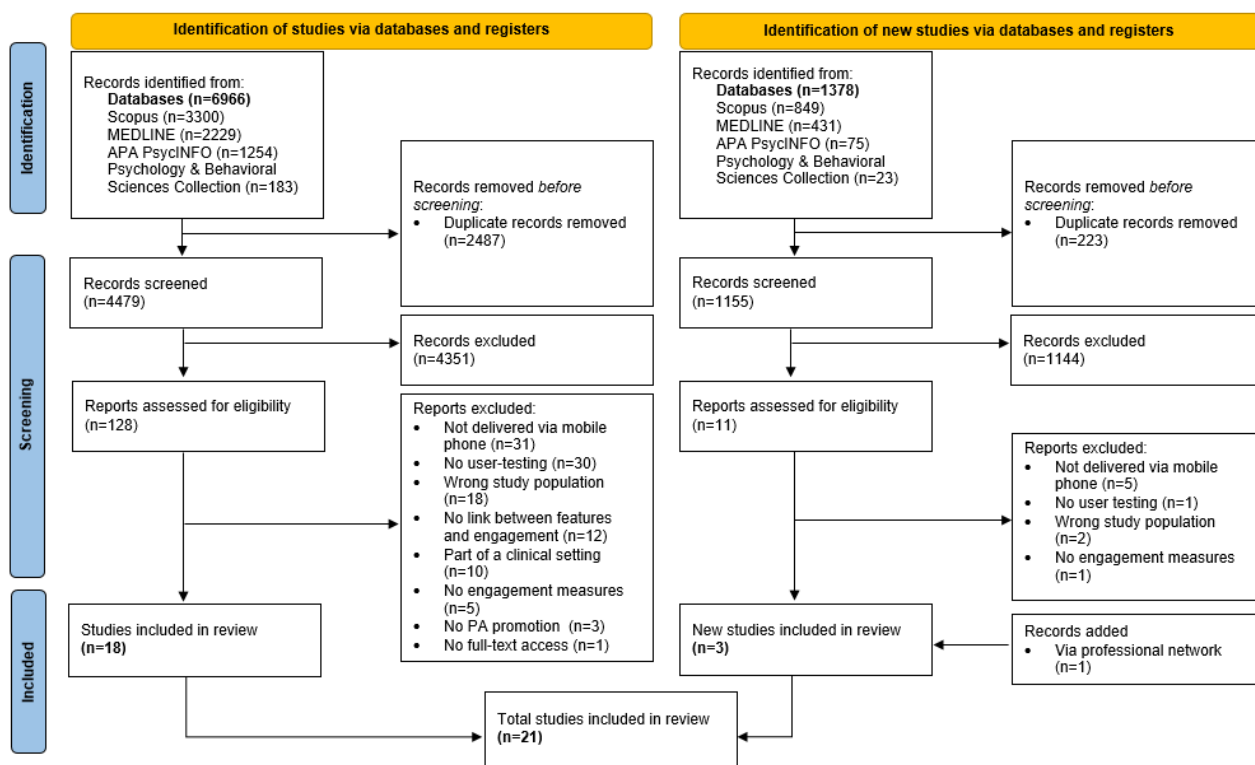 Identification of studies via databases and registers
Identification of new studies via databases and registers
Identification
Records identified from:
Databases (n=6966)
Scopus (n=3300)
MEDLINE (n=2229)
APA PsycINFO (n=1254)
Psychology & Behavioral
Sciences Collection (n=183)
Records removed before
screening:
• Duplicate records removed
(n=2487)
Records identified from:
Databases (n=1378)
Scopus (n=849)
MEDLINE (n=431)
APA PsycINFO (n=75)
Psychology & Behavioral
Sciences Collection (n=23)
Records removed before
screening:
• Duplicate records removed
(n=223)
Screening
Records screened
(n=4479)
Records excluded
(n=4351)
Records screened
(n=1155)
Records excluded
(n=1144)
Reports assessed for eligibility
(n=128)
Reports excluded:
• Not delivered via mobile
phone (n=31)
• No user-testing (n=30)
• Wrong study population
(n=18)
• No link between features
and engagement (n=12)
• Part of a clinical setting
(n=10)
• No engagement measures
(n=5)
• No PA promotion (n=3)
• No full-text access (n=1)
Reports assessed for eligibility
(n=11)
Reports excluded:
• Not delivered via mobile
phone (n=5)
• No user testing (n=1)
• Wrong study population
(n=2)
• No engagement measures
(n=1)
Included
Studies included in review
(n=18)
New studies included in review
(n=3)
Records added
• Via professional network
(n=1)
Total studies included in review
(n=21)